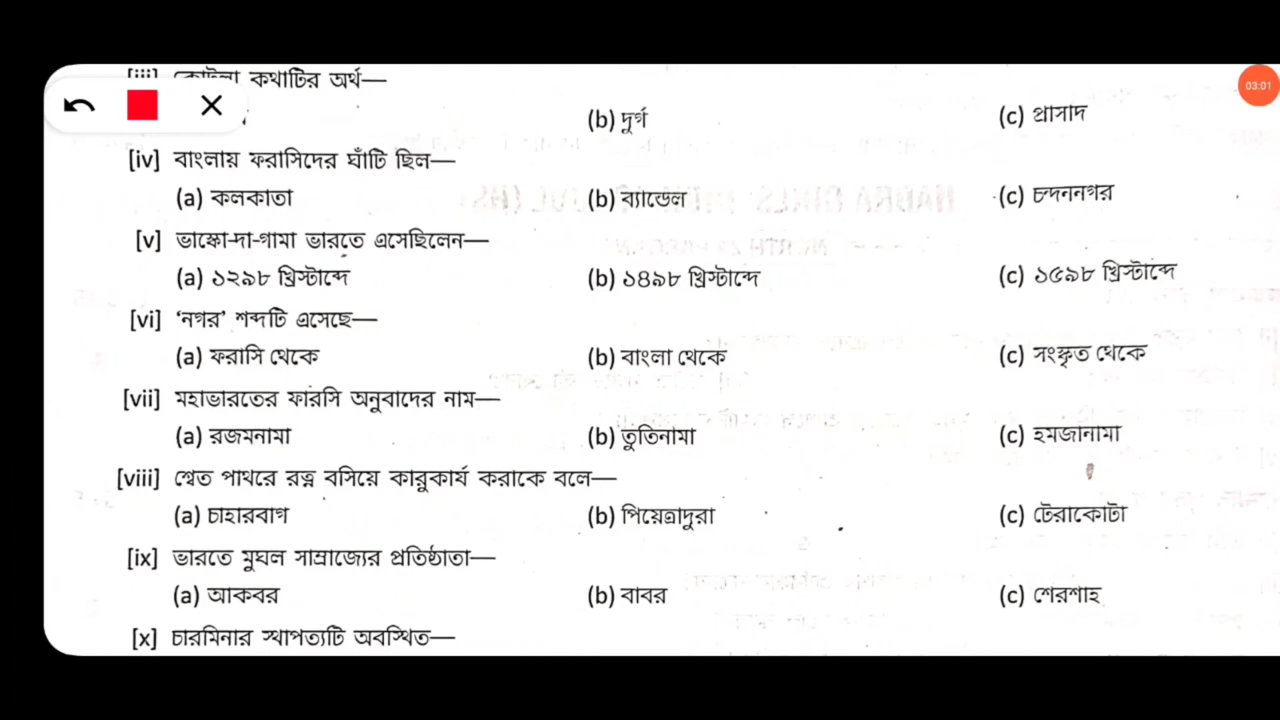 [iii] কোটলা কথাটির অর্থ—
(b) দুর্গ (c) প্রাসাদ
[iv] বাংলায় ফরাসিদের ঘাঁটি ছিল—
(a) কলকাতা (b) ব্যান্ডেল (c) চন্দননগর
[v] ভাস্কো-দা-গামা ভারতে এসেছিলেন—
(a) ১২৯৮ খ্রিস্টাব্দে (b) ১৪৯৮ খ্রিস্টাব্দে (c) ১৫৯৮ খ্রিস্টাব্দে
[vi] ‘নগর’ শব্দটি এসেছে—
(a) ফরাসি থেকে (b) বাংলা থেকে (c) সংস্কৃত থেকে
[vii] মহাভারতের ফারসি অনুবাদের নাম—
(a) রজমনামা (b) তুতিনামা (c) হমজানামা
[viii] শ্বেত পাথরে রত্ন বসিয়ে কারুকার্য করাকে বলে—
(a) চাহারবাগ (b) পিয়েত্রাদুরা (c) টেরাকোটা
[ix] ভারতে মুঘল সাম্রাজ্যের প্রতিষ্ঠাতা—
(a) আকবর (b) বাবর (c) শেরশাহ
[x] চারমিনার স্থাপত্যটি অবস্থিত—
03:01